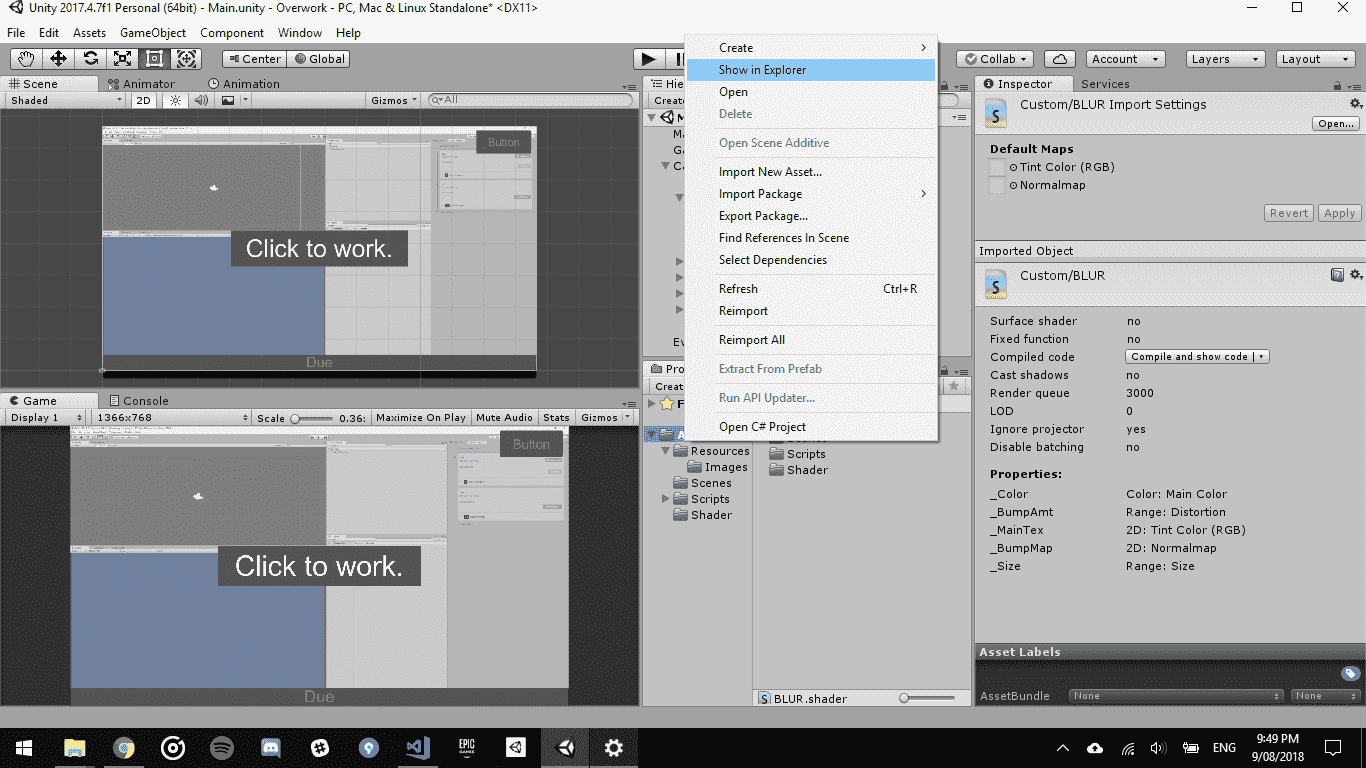 Unity 2017.4.7f1 Personal (64bit) - Main.unity - Overwork - PC, Mac & Linux Standalone* <DX11>
File Edit Assets GameObject Component Window Help
Center Global
Collab Account Layers Layout
Scene Animator Animation
Shaded 2D Gizmos All
Button
Click to work.
Due
Game Console
Display 1 1366x768 Scale 0.36: Maximize On Play Mute Audio Stats Gizmos
Button
Click to work.
Due
Create
Show in Explorer
Open
Delete
Open Scene Additive
Import New Asset...
Import Package
Export Package...
Find References In Scene
Select Dependencies
Refresh Ctrl+R
Reimport
Reimport All
Extract From Prefab
Run API Updater...
Open C# Project
Resources
Images
Scenes
Scripts
Shader
Scripts
Shader
BLUR.shader
Inspector Services
Custom/BLUR Import Settings
Open...
Default Maps
Tint Color (RGB)
Normalmap
Revert Apply
Imported Object
Custom/BLUR
Surface shader no
Fixed function no
Compiled code Compile and show code
Cast shadows no
Render queue 3000
LOD 0
Ignore projector yes
Disable batching no
Properties:
_Color Color: Main Color
_BumpAmt Range: Distortion
_MainTex 2D: Tint Color (RGB)
_BumpMap 2D: Normalmap
_Size Range: Size
Asset Labels
AssetBundle None None
EPIC GAMES
ENG
9:49 PM
9/08/2018